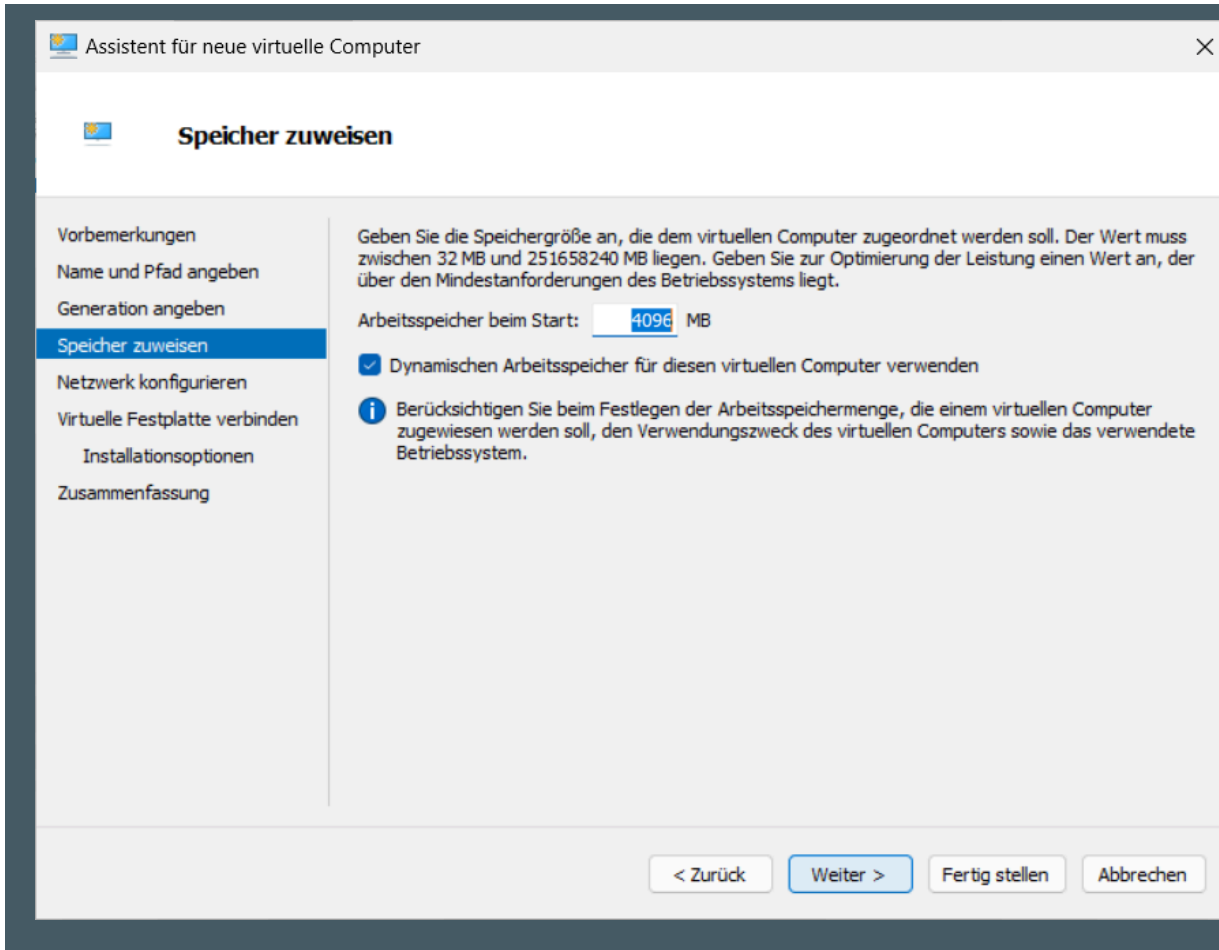 Assistent für neue virtuelle Computer
Speicher zuweisen
Vorbemerkungen
Name und Pfad angeben
Generation angeben
Speicher zuweisen
Netzwerk konfigurieren
Virtuelle Festplatte verbinden
Installationsoptionen
Zusammenfassung
Geben Sie die Speichergröße an, die dem virtuellen Computer zugeordnet werden soll. Der Wert muss
zwischen 32 MB und 251658240 MB liegen. Geben Sie zur Optimierung der Leistung einen Wert an, der
über den Mindestanforderungen des Betriebssystems liegt.
Arbeitsspeicher beim Start: 4096 MB
Dynamischen Arbeitsspeicher für diesen virtuellen Computer verwenden
Berücksichtigen Sie beim Festlegen der Arbeitsspeichermenge, die einem virtuellen Computer
zugewiesen werden soll, den Verwendungszweck des virtuellen Computers sowie das verwendete
Betriebssystem.
< Zurück Weiter > Fertig stellen Abbrechen